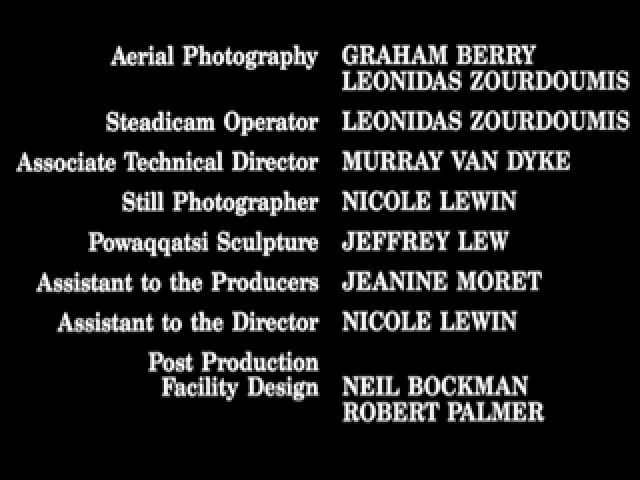 Aerial Photography GRAHAM BERRY
LEONIDAS ZOURDOUMIS
Steadicam Operator LEONIDAS ZOURDOUMIS
Associate Technical Director MURRAY VAN DYKE
Still Photographer NICOLE LEWIN
Powaqqatsi Sculpture JEFFREY LEW
Assistant to the Producers JEANINE MORET
Assistant to the Director NICOLE LEWIN
Post Production
Facility Design NEIL BOCKMAN
ROBERT PALMER